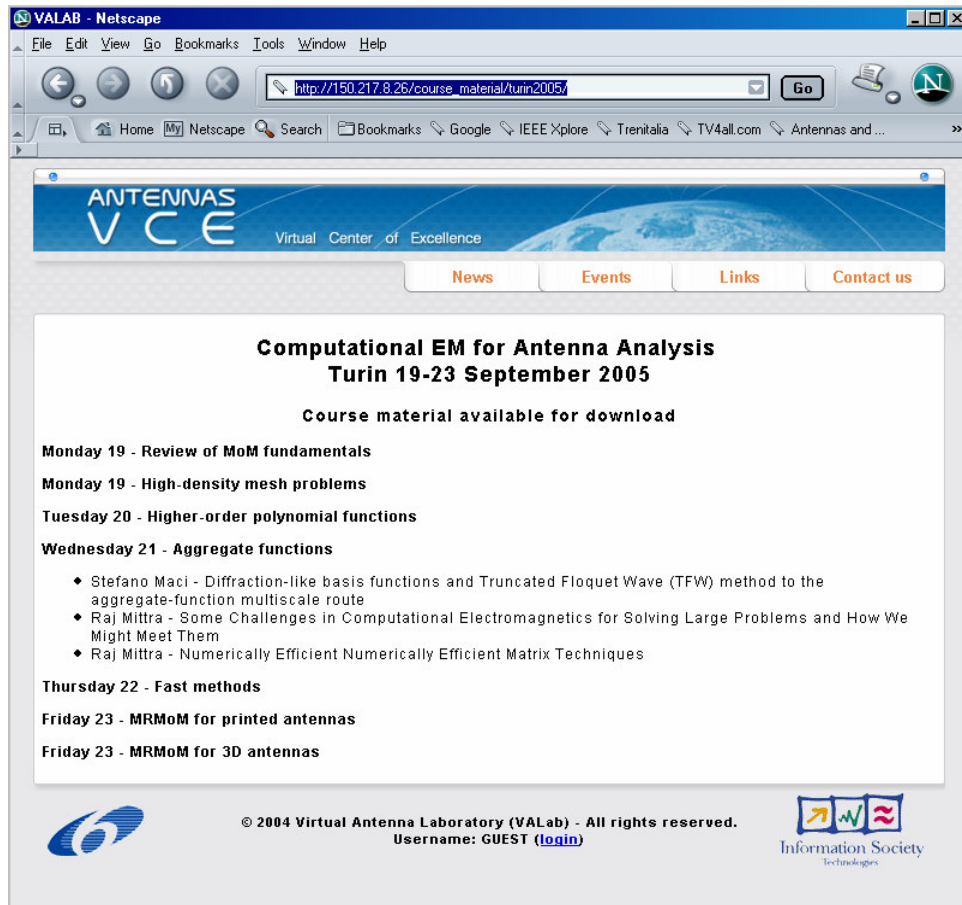 VALAB - Netscape
File Edit View Go Bookmarks Tools Window Help
http://150.217.8.26/course_material/turin2005/
Go
N
Home My Netscape Search Bookmarks Google IEEE Xplore Trenitalia TV4all.com Antennas and ...
ANTENNAS
VCE
Virtual Center of Excellence
News Events Links Contact us
Computational EM for Antenna Analysis
Turin 19-23 September 2005
Course material available for download
Monday 19 - Review of MoM fundamentals
Monday 19 - High-density mesh problems
Tuesday 20 - Higher-order polynomial functions
Wednesday 21 - Aggregate functions
Stefano Maci - Diffraction-like basis functions and Truncated Floquet Wave (TFW) method to the
aggregate-function multiscale route
Raj Mittra - Some Challenges in Computational Electromagnetics for Solving Large Problems and How We
Might Meet Them
Raj Mittra - Numerically Efficient Numerically Efficient Matrix Techniques
Thursday 22 - Fast methods
Friday 23 - MRMoM for printed antennas
Friday 23 - MRMoM for 3D antennas
© 2004 Virtual Antenna Laboratory (VALab) - All rights reserved.
Username: GUEST (login)
6
Information Society
Technologies